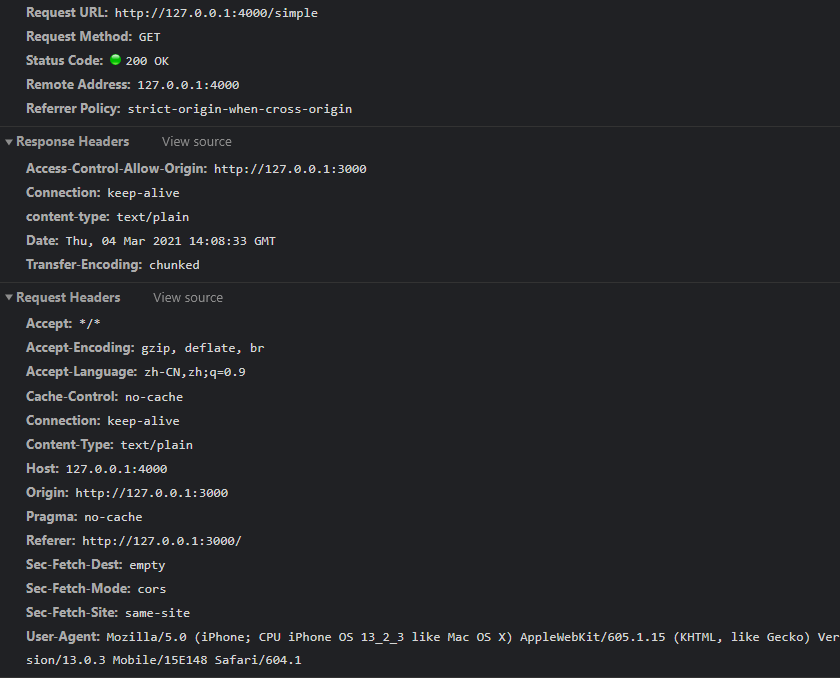 Request URL: http://127.0.0.1:4000/simple
Request Method: GET
Status Code: 200 OK
Remote Address: 127.0.0.1:4000
Referrer Policy: strict-origin-when-cross-origin
Response Headers View source
Access-Control-Allow-Origin: http://127.0.0.1:3000
Connection: keep-alive
content-type: text/plain
Date: Thu, 04 Mar 2021 14:08:33 GMT
Transfer-Encoding: chunked
Request Headers View source
Accept: */*
Accept-Encoding: gzip, deflate, br
Accept-Language: zh-CN,zh;q=0.9
Cache-Control: no-cache
Connection: keep-alive
Content-Type: text/plain
Host: 127.0.0.1:4000
Origin: http://127.0.0.1:3000
Pragma: no-cache
Referer: http://127.0.0.1:3000/
Sec-Fetch-Dest: empty
Sec-Fetch-Mode: cors
Sec-Fetch-Site: same-site
User-Agent: Mozilla/5.0 (iPhone; CPU iPhone OS 13_2_3 like Mac OS X) AppleWebKit/605.1.15 (KHTML, like Gecko) Ver
sion/13.0.3 Mobile/15E148 Safari/604.1